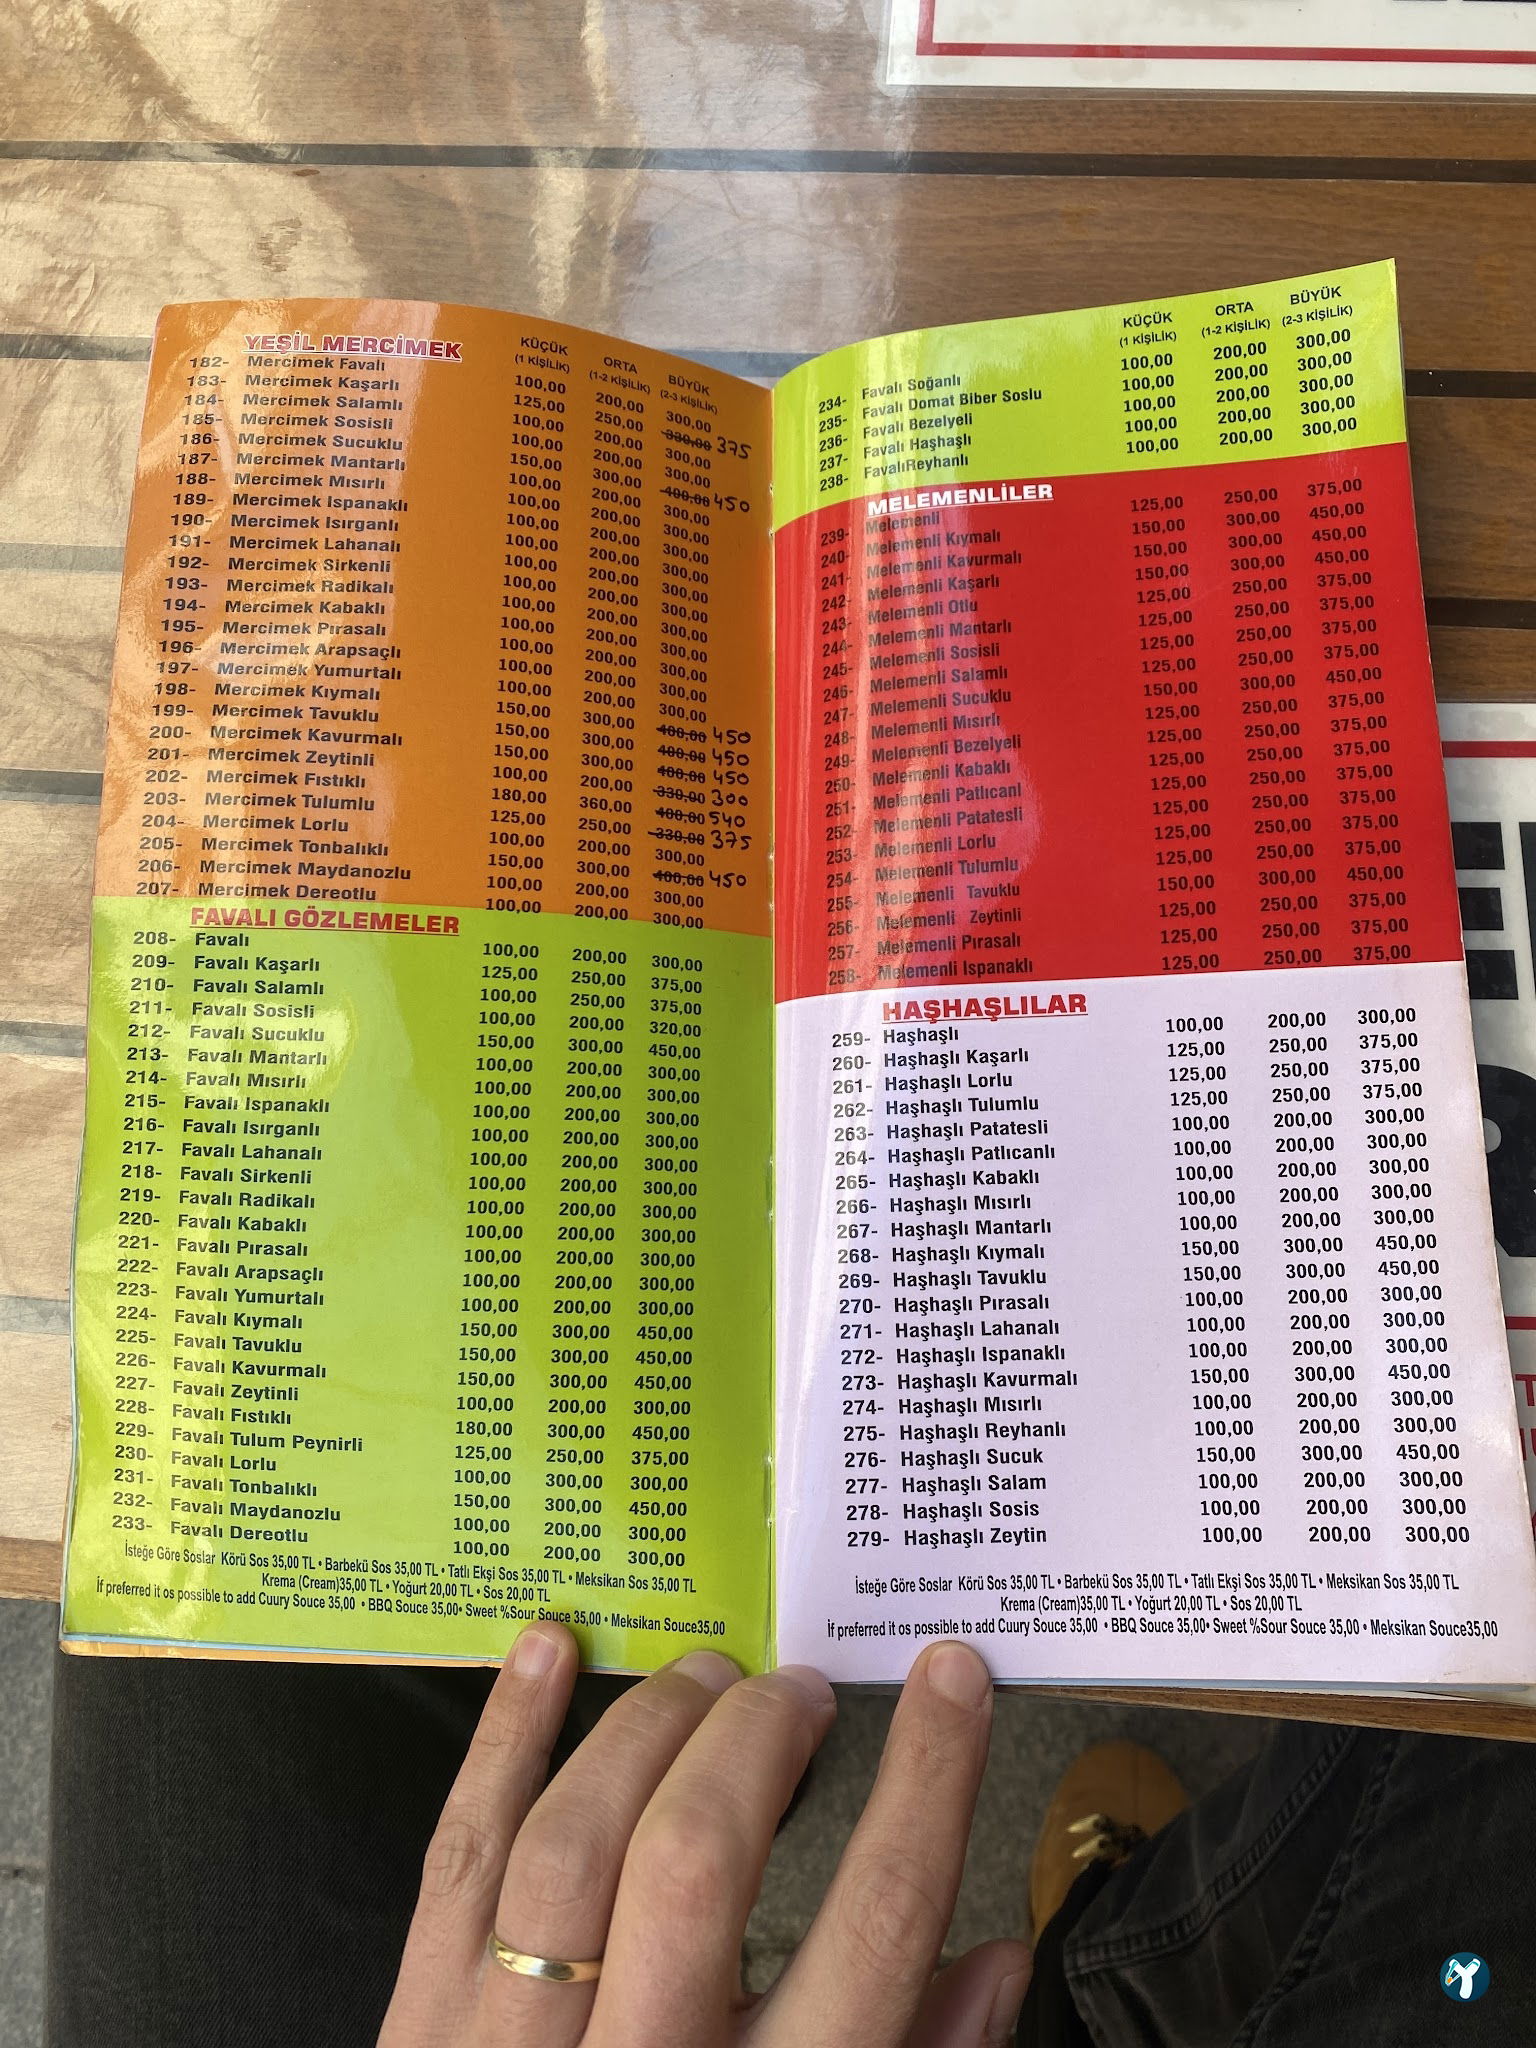 YEŞİL MERCİMEK KÜÇÜK (1 KİŞİLİK) ORTA (1-2 KİŞİLİK) BÜYÜK (2-3 KİŞİLİK)
182- Mercimek Favalı 100,00 200,00 300,00
183- Mercimek Kaşarlı 125,00 250,00 330,00 375
184- Mercimek Salamlı 100,00 200,00 300,00
185- Mercimek Sosisli 100,00 200,00 300,00
186- Mercimek Sucuklu 150,00 300,00 400,00 450
187- Mercimek Mantarlı 100,00 200,00 300,00
188- Mercimek Mısırlı 100,00 200,00 300,00
189- Mercimek Ispanaklı 100,00 200,00 300,00
190- Mercimek Isırganlı 100,00 200,00 300,00
191- Mercimek Lahanalı 100,00 200,00 300,00
192- Mercimek Sirkenli 100,00 200,00 300,00
193- Mercimek Radikalı 100,00 200,00 300,00
194- Mercimek Kabaklı 100,00 200,00 300,00
195- Mercimek Pırasalı 100,00 200,00 300,00
196- Mercimek Arapsaçlı 100,00 200,00 300,00
197- Mercimek Yumurtalı 100,00 200,00 300,00
198- Mercimek Kıymalı 150,00 300,00 400,00 450
199- Mercimek Tavuklu 150,00 300,00 400,00 450
200- Mercimek Kavurmalı 150,00 300,00 400,00 450
201- Mercimek Zeytinli 100,00 200,00 330,00 300
202- Mercimek Fıstıklı 180,00 360,00 400,00 540
203- Mercimek Tulumlu 125,00 250,00 330,00 375
204- Mercimek Lorlu 100,00 200,00 300,00
205- Mercimek Tonbalıklı 150,00 300,00 400,00 450
206- Mercimek Maydanozlu 100,00 200,00 300,00
207- Mercimek Dereotlu 100,00 200,00 300,00
FAVALI GÖZLEMELER
208- Favalı 100,00 200,00 300,00
209- Favalı Kaşarlı 125,00 250,00 375,00
210- Favalı Salamlı 100,00 250,00 375,00
211- Favalı Sosisli 100,00 200,00 320,00
212- Favalı Sucuklu 150,00 300,00 450,00
213- Favalı Mantarlı 100,00 200,00 300,00
214- Favalı Mısırlı 100,00 200,00 300,00
215- Favalı Ispanaklı 100,00 200,00 300,00
216- Favalı Isırganlı 100,00 200,00 300,00
217- Favalı Lahanalı 100,00 200,00 300,00
218- Favalı Sirkenli 100,00 200,00 300,00
219- Favalı Radikalı 100,00 200,00 300,00
220- Favalı Kabaklı 100,00 200,00 300,00
221- Favalı Pırasalı 100,00 200,00 300,00
222- Favalı Arapsaçlı 100,00 200,00 300,00
223- Favalı Yumurtalı 100,00 200,00 300,00
224- Favalı Kıymalı 150,00 300,00 450,00
225- Favalı Tavuklu 150,00 300,00 450,00
226- Favalı Kavurmalı 150,00 300,00 450,00
227- Favalı Zeytinli 100,00 200,00 300,00
228- Favalı Fıstıklı 180,00 300,00 450,00
229- Favalı Tulum Peynirli 125,00 250,00 375,00
230- Favalı Lorlu 100,00 300,00 300,00
231- Favalı Tonbalıklı 150,00 300,00 450,00
232- Favalı Maydanozlu 100,00 200,00 300,00
233- Favalı Dereotlu 100,00 200,00 300,00
İsteğe Göre Soslar Körü Sos 35,00 TL • Barbekü Sos 35,00 TL • Tatlı Ekşi Sos 35,00 TL • Meksikan Sos 35,00 TL
Krema (Cream)35,00 TL • Yoğurt 20,00 TL • Sos 20,00 TL
İf preferred it os possible to add Cuury Souce 35,00 • BBQ Souce 35,00• Sweet %Sour Souce 35,00 • Meksikan Souce35,00
KÜÇÜK (1 KİŞİLİK) ORTA (1-2 KİŞİLİK) BÜYÜK (2-3 KİŞİLİK)
234- Favalı Soğanlı 100,00 200,00 300,00
235- Favalı Domat Biber Soslu 100,00 200,00 300,00
236- Favalı Bezelyeli 100,00 200,00 300,00
237- Favalı Haşhaşlı 100,00 200,00 300,00
238- FavalıReyhanlı 100,00 200,00 300,00
MELEMENLİLER
239- Melemenli 125,00 250,00 375,00
240- Melemenli Kıymalı 150,00 300,00 450,00
241- Melemenli Kavurmalı 150,00 300,00 450,00
242- Melemenli Kaşarlı 125,00 250,00 375,00
243- Melemenli Otlu 125,00 250,00 375,00
244- Melemenli Mantarlı 125,00 250,00 375,00
245- Melemenli Sosisli 125,00 250,00 375,00
246- Melemenli Salamlı 125,00 250,00 375,00
247- Melemenli Sucuklu 150,00 300,00 450,00
248- Melemenli Mısırlı 125,00 250,00 375,00
249- Melemenli Bezelyeli 125,00 250,00 375,00
250- Melemenli Kabaklı 125,00 250,00 375,00
251- Melemenli Patlıcanl 125,00 250,00 375,00
252- Melemenli Patatesli 125,00 250,00 375,00
253- Melemenli Lorlu 125,00 250,00 375,00
254- Melemenli Tulumlu 125,00 250,00 375,00
255- Melemenli Tavuklu 150,00 300,00 450,00
256- Melemenli Zeytinli 125,00 250,00 375,00
257- Melemenli Pırasalı 125,00 250,00 375,00
258- Melemenli Ispanaklı 125,00 250,00 375,00
HAŞHAŞLILAR
259- Haşhaşlı 100,00 200,00 300,00
260- Haşhaşlı Kaşarlı 125,00 250,00 375,00
261- Haşhaşlı Lorlu 125,00 250,00 375,00
262- Haşhaşlı Tulumlu 125,00 250,00 375,00
263- Haşhaşlı Patatesli 100,00 200,00 300,00
264- Haşhaşlı Patlıcanlı 100,00 200,00 300,00
265- Haşhaşlı Kabaklı 100,00 200,00 300,00
266- Haşhaşlı Mısırlı 100,00 200,00 300,00
267- Haşhaşlı Mantarlı 100,00 200,00 300,00
268- Haşhaşlı Kıymalı 150,00 300,00 450,00
269- Haşhaşlı Tavuklu 150,00 300,00 450,00
270- Haşhaşlı Pırasalı 100,00 200,00 300,00
271- Haşhaşlı Lahanalı 100,00 200,00 300,00
272- Haşhaşlı Ispanaklı 100,00 200,00 300,00
273- Haşhaşlı Kavurmalı 150,00 300,00 450,00
274- Haşhaşlı Mısırlı 100,00 200,00 300,00
275- Haşhaşlı Reyhanlı 100,00 200,00 300,00
276- Haşhaşlı Sucuk 150,00 300,00 450,00
277- Haşhaşlı Salam 100,00 200,00 300,00
278- Haşhaşlı Sosis 100,00 200,00 300,00
279- Haşhaşlı Zeytin 100,00 200,00 300,00
İsteğe Göre Soslar Körü Sos 35,00 TL • Barbekü Sos 35,00 TL • Tatlı Ekşi Sos 35,00 TL • Meksikan Sos 35,00 TL
Krema (Cream)35,00 TL • Yoğurt 20,00 TL • Sos 20,00 TL
İf preferred it os possible to add Cuury Souce 35,00 • BBQ Souce 35,00• Sweet %Sour Souce 35,00 • Meksikan Souce35,00